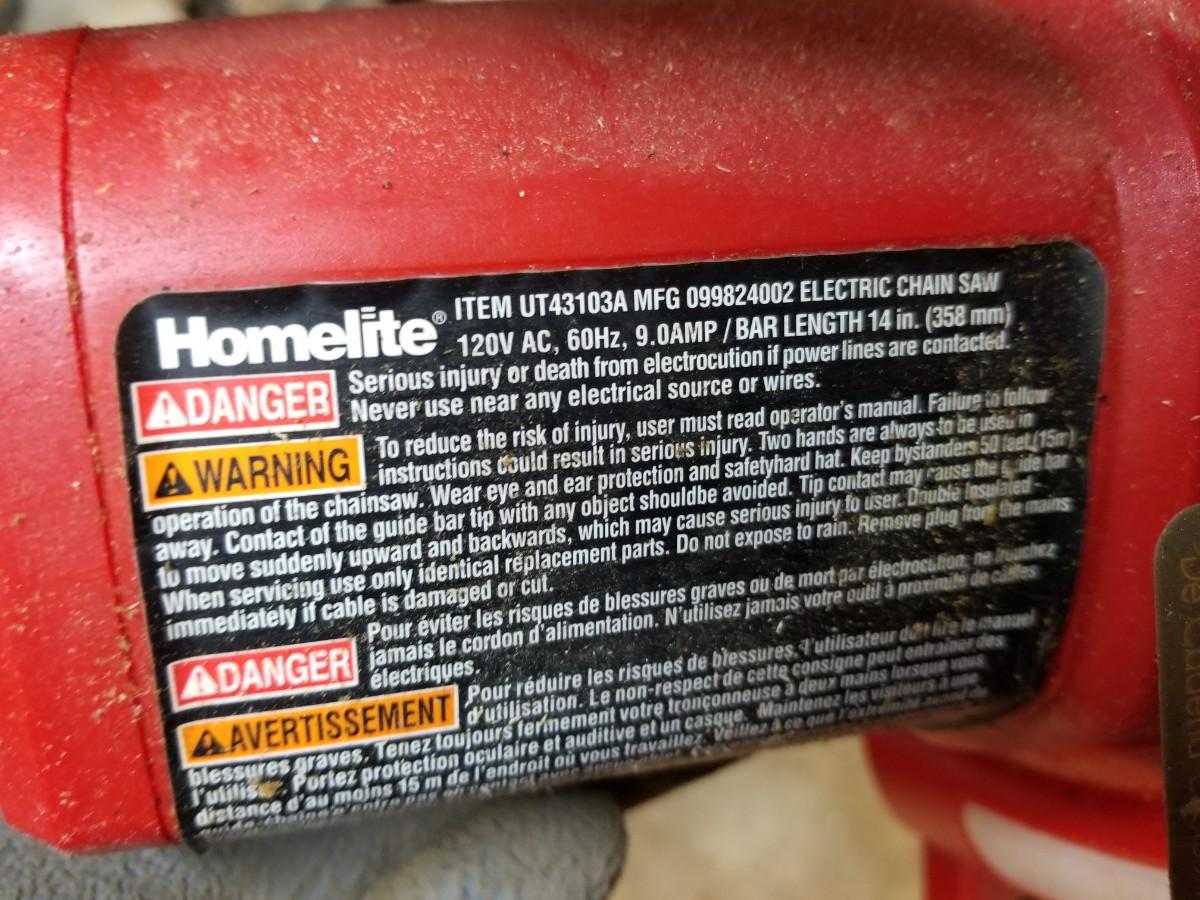 Homelite® ITEM UT43103A MFG 099824002 ELECTRIC CHAIN SAW
120V AC, 60Hz, 9.0AMP / BAR LENGTH 14 in. (358 mm)
DANGER Serious injury or death from electrocution if power lines are contacted.
Never use near any electrical source or wires.
WARNING To reduce the risk of injury, user must read operator's manual. Failure to follow
instructions could result in serious injury. Two hands are always to be used in
operation of the chainsaw. Wear eye and ear protection and safetyhard hat. Keep bystanders 50 feet (15m)
away. Contact of the guide bar tip with any object shouldbe avoided. Tip contact may cause the guide bar
to move suddenly upward and backwards, which may cause serious injury to user. Double Insulated-
When servicing use only identical replacement parts. Do not expose to rain. Remove plug from the mains
immediately if cable is damaged or cut.
DANGER Pour éviter les risques de blessures graves ou de mort par électrocution: ne branchez
jamais le cordon d'alimentation. N'utilisez jamais votre outil à proximité de câbles
électriques.
AVERTISSEMENT Pour réduire les risques de blessures, l'utilisateur doit lire le manuel
d'utilisation. Le non-respect de cette consigne peut entraîner des
blessures graves. Tenez toujours fermement votre tronçonneuse à deux mains lorsque vous
l'utilisez. Portez protection oculaire et auditive et un casque. Maintenez les visiteurs à une
distance d'au moins 15 m de l'endroit où vous travaillez. Veillez à ce que l'extrémité